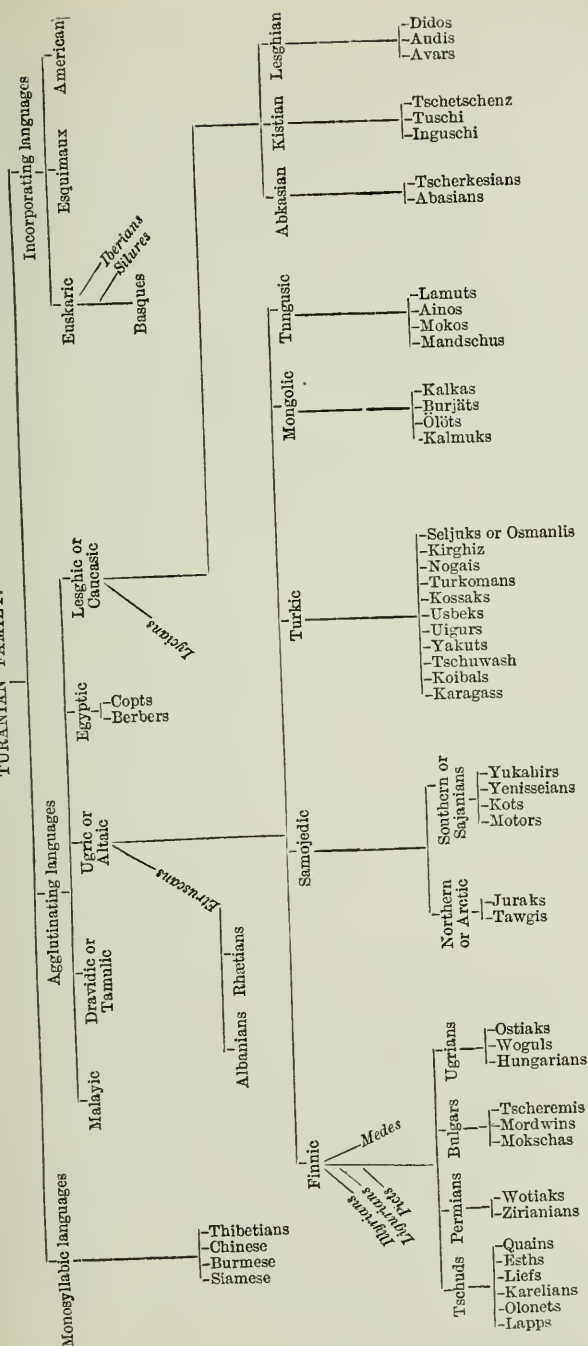 TURANIAN FAMILY.
Monosyllabic languages
Agglutinating languages
Incorporating languages
-Thibetians
-Chinese
-Burmese
-Siamese
Malayic
Dravidic or
Tamulic
Ugric or
Altaic
Egyptic
Lesghic or
Caucasic
Euskaric
Esquimaux
American
Etruscans
Albanians
Rhætians
-Copts
-Berbers
Lycians
Iberians
Silures
Basques
Finnic
Samojedic
Turkic
Mongolic
Tungusic
Abkasian
Kistian
Lesghian
Illyrians
Ligurians
Picts
Medes
Tschuds
Permians
Bulgars
Ugrians
-Quains
-Esths
-Liefs
-Karelians
-Olonets
-Lapps
-Wotiaks
-Zirianians
-Tscheremis
-Mordwins
-Mokschas
-Ostiaks
-Woguls
-Hungarians
Northern
or Arctic
Southern or
Sajanians
-Juraks
-Tawgis
-Yukahirs
-Yenisseians
-Kots
-Motors
-Seljuks or Osmanlis
-Kirghiz
-Nogais
-Turkomans
-Kossaks
-Usbeks
-Uigurs
-Yakuts
-Tschuwash
-Koibals
-Karagass
-Kalkas
-Burjäts
-Ölöts
-Kalmuks
-Lamuts
-Ainos
-Mokos
-Mandschus
-Tscherkesians
-Abasians
-Tschetschenz
-Tuschi
-Inguschi
-Didos
-Audis
-Avars